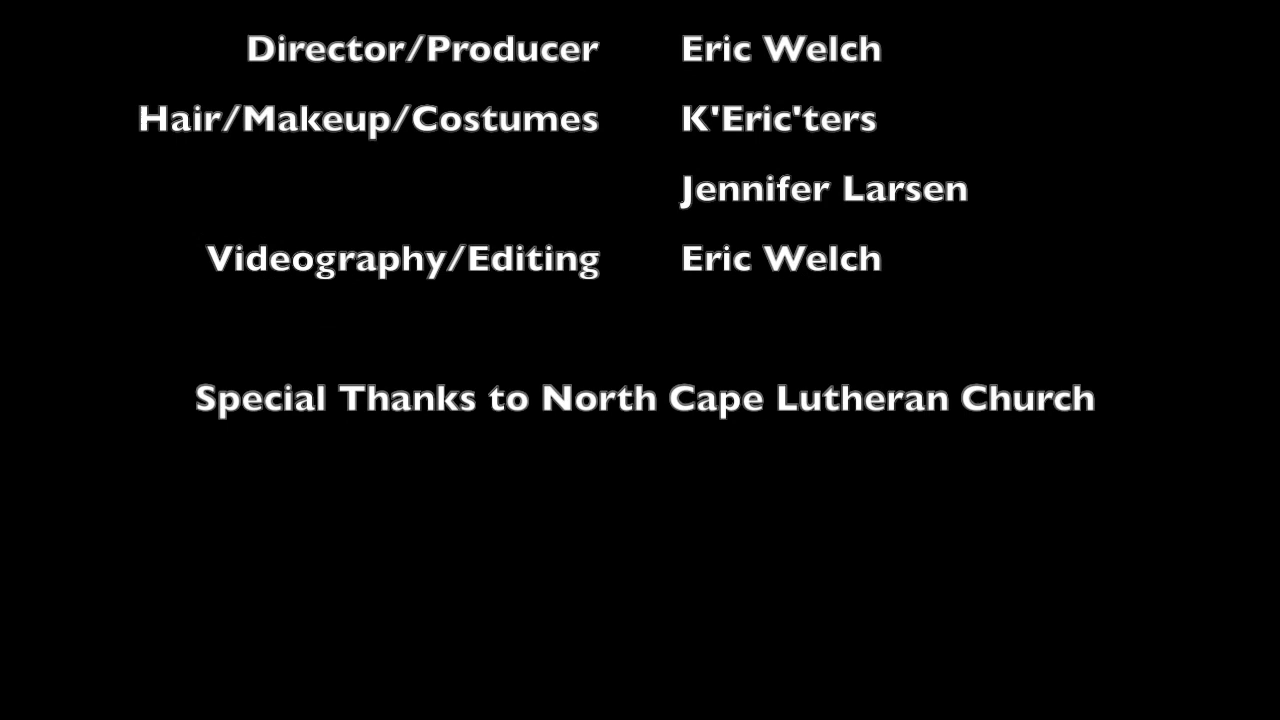 Director/Producer Eric Welch
Hair/Makeup/Costumes K'Eric'ters
Jennifer Larsen
Videography/Editing Eric Welch
Special Thanks to North Cape Lutheran Church